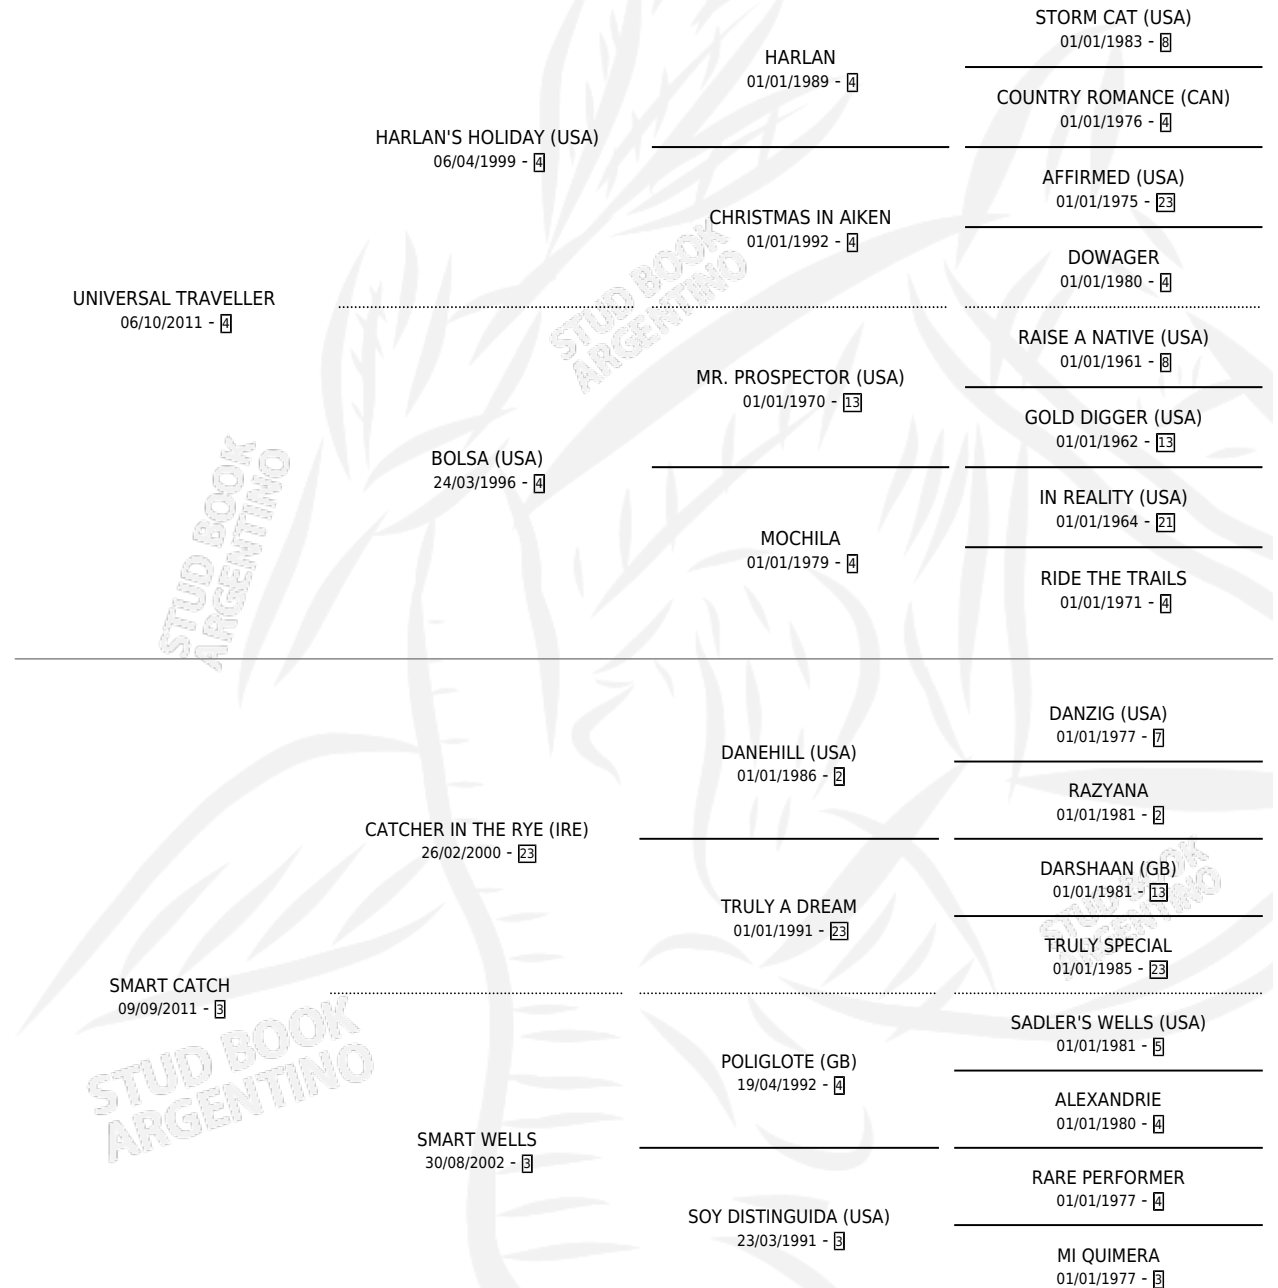 STORM CAT (USA)
01/01/1983 - 8
HARLAN
01/01/1989 - 4
COUNTRY ROMANCE (CAN)
01/01/1976 - 4
HARLAN'S HOLIDAY (USA)
06/04/1999 - 4
AFFIRMED (USA)
01/01/1975 - 23
CHRISTMAS IN AIKEN
01/01/1992 - 4
DOWAGER
01/01/1980 - 4
UNIVERSAL TRAVELLER
06/10/2011 - 4
RAISE A NATIVE (USA)
01/01/1961 - 8
MR. PROSPECTOR (USA)
01/01/1970 - 13
GOLD DIGGER (USA)
01/01/1962 - 13
BOLSA (USA)
24/03/1996 - 4
IN REALITY (USA)
01/01/1964 - 21
MOCHILA
01/01/1979 - 4
RIDE THE TRAILS
01/01/1971 - 4
STUD BOOK
ARGENTINO
STUD BOOK
ARGENTINO
DANZIG (USA)
01/01/1977 - 7
DANEHILL (USA)
01/01/1986 - 2
RAZYANA
01/01/1981 - 2
CATCHER IN THE RYE (IRE)
26/02/2000 - 23
DARSHAAN (GB)
01/01/1981 - 13
TRULY A DREAM
01/01/1991 - 23
TRULY SPECIAL
01/01/1985 - 23
SMART CATCH
09/09/2011 - 3
SADLER'S WELLS (USA)
01/01/1981 - 5
POLIGLOTE (GB)
19/04/1992 - 4
ALEXANDRIE
01/01/1980 - 4
SMART WELLS
30/08/2002 - 3
RARE PERFORMER
01/01/1977 - 4
SOY DISTINGUIDA (USA)
23/03/1991 - 3
MI QUIMERA
01/01/1977 - 3
STUD BOOK
ARGENTINO
STUD BOOK
ARGENTINO